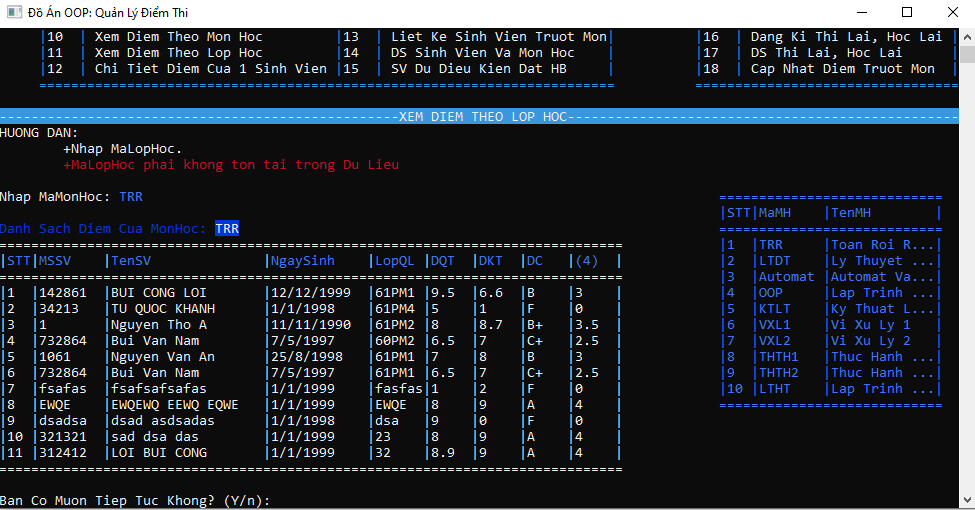 Đồ Án OOP: Quản Lý Điểm Thi
|10 | Xem Diem Theo Mon Hoc |13 | Liet Ke Sinh Vien Truot Mon| |16 | Dang Ki Thi Lai, Hoc Lai |
|11 | Xem Diem Theo Lop Hoc |14 | DS Sinh Vien Va Mon Hoc | |17 | DS Thi Lai, Hoc Lai |
|12 | Chi Tiet Diem Cua 1 Sinh Vien |15 | SV Du Dieu Kien Dat HB | |18 | Cap Nhat Diem Truot Mon |
XEM DIEM THEO LOP HOC
HUONG DAN:
+Nhap MaLopHoc.
+MaLopHoc phai khong ton tai trong Du Lieu
Nhap MaMonHoc: TRR
Danh Sach Diem Cua MonHoc: TRR
|STT|MSSV |TenSV |NgaySinh |LopQL |DQT |DKT |DC |(4) |
|1 |142861 |BUI CONG LOI |12/12/1999 |61PM1 |9.5 |6.6 |B |3 |
|2 |34213 |TU QUOC KHANH |1/1/1998 |61PM4 |5 |1 |F |0 |
|3 |1 |Nguyen Tho A |11/11/1990 |61PM2 |8 |8.7 |B+ |3.5 |
|4 |732864 |Bui Van Nam |7/5/1997 |60PM2 |6.5 |7 |C+ |2.5 |
|5 |1061 |Nguyen Van An |25/8/1998 |61PM1 |7 |8 |B |3 |
|6 |732864 |Bui Van Nam |7/5/1997 |61PM1 |6.5 |7 |C+ |2.5 |
|7 |fsafas |fsafsafsafas |1/1/1999 |fasfas|1 |2 |F |0 |
|8 |EWQE |EWQEWQ EEWQ EQWE |1/1/1999 |EWQE |8 |9 |A |4 |
|9 |dsadsa |dsad asdsadas |1/1/1998 |dsa |9 |0 |F |0 |
|10 |321321 |sad dsa das |1/1/1999 |23 |8 |9 |A |4 |
|11 |312412 |LOI BUI CONG |1/1/1999 |32 |8.9 |9 |A |4 |
|STT|MaMH |TenMH |
|1 |TRR |Toan Roi R...|
|2 |LTDT |Ly Thuyet ...|
|3 |Automat |Automat Va...|
|4 |OOP |Lap Trinh ...|
|5 |KTLT |Ky Thuat L...|
|6 |VXL1 |Vi Xu Ly 1 |
|7 |VXL2 |Vi Xu Ly 2 |
|8 |THTH1 |Thuc Hanh ...|
|9 |THTH2 |Thuc Hanh ...|
|10 |LTHT |Lap Trinh ...|
Ban Co Muon Tiep Tuc Khong? (Y/n):